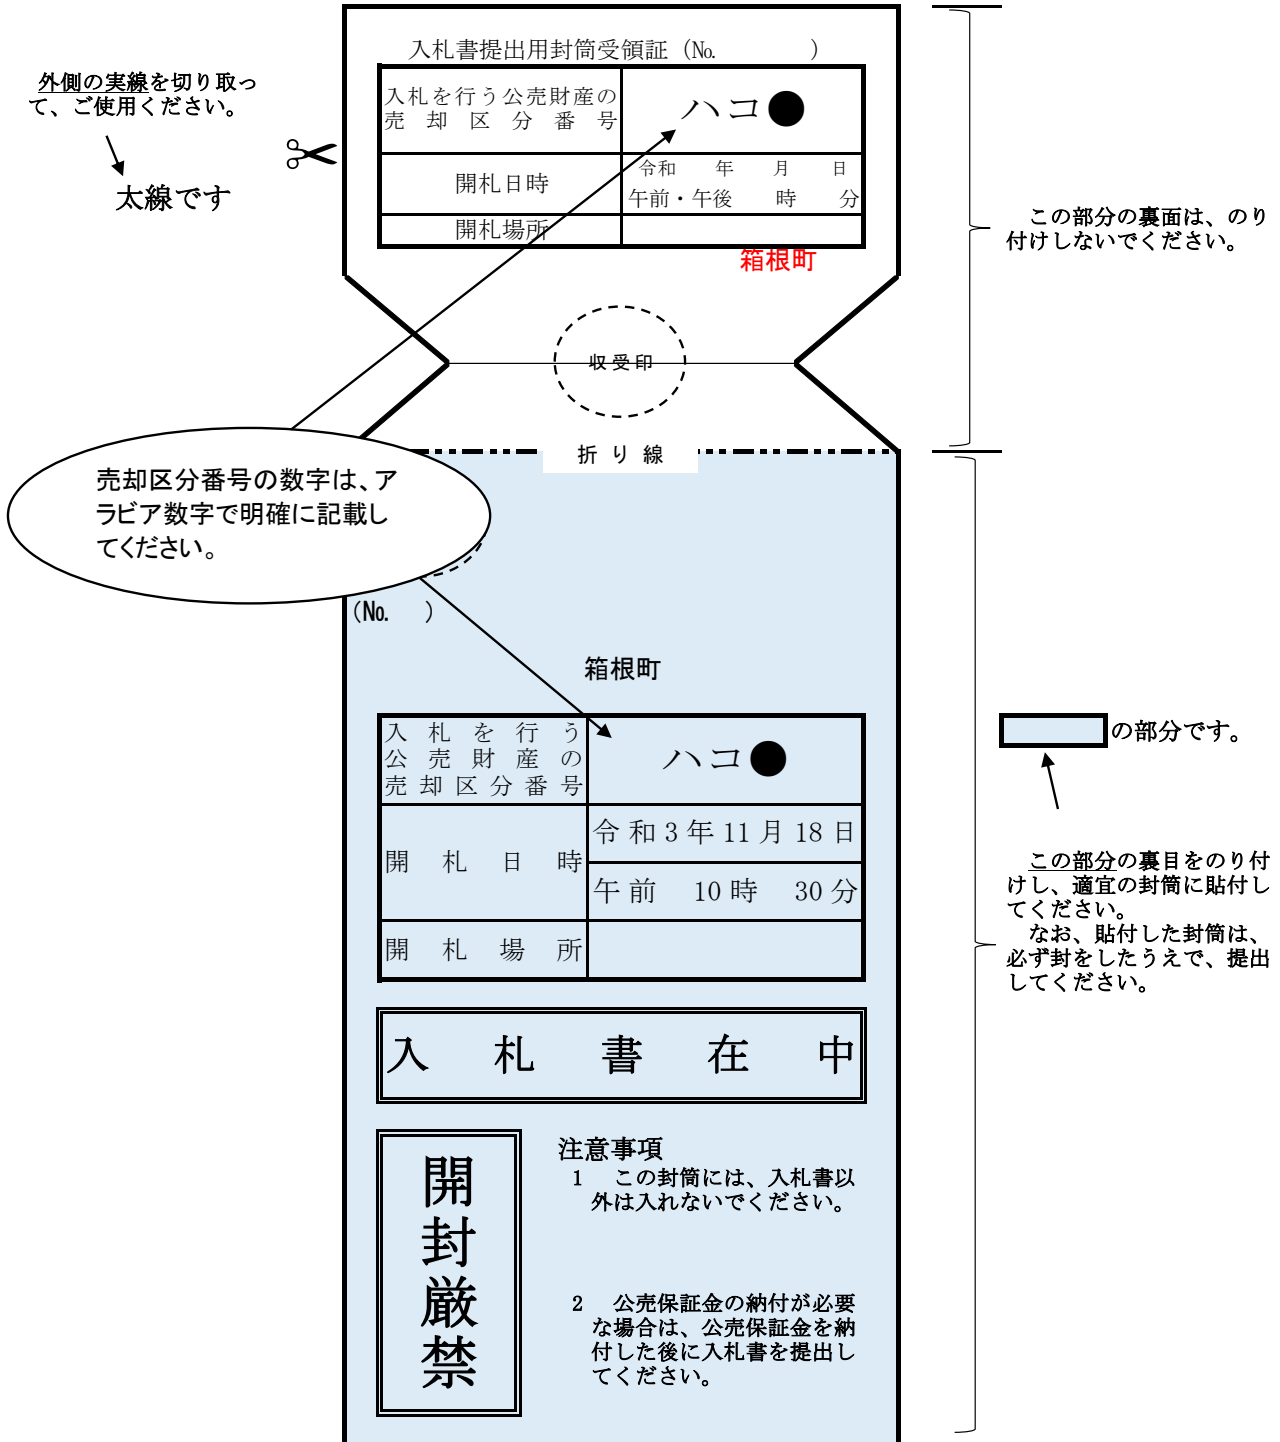 入札書提出用封筒受領証（№　　　　）
外側の実線を切り取っ
て、ご使用ください。
太線です
入札を行う公売財産の
売却区分番号
ハコ●
開札日時
令和　年　月　日
午前・午後　時　分
開札場所
箱根町
この部分の裏面は、のり
付けしないでください。
収受印
折り線
売却区分番号の数字は、ア
ラビア数字で明確に記載し
てください。
（№　）
箱根町
入札を行う
公売財産の
売却区分番号
ハコ●
開札日時
令和3年11月18日
午前　10時　30分
開札場所
の部分です。
この部分の裏目をのり付
けし、適宜の封筒に貼付し
てください。
なお、貼付した封筒は、
必ず封をしたうえで、提出
してください。
入札書在中
開封厳禁
注意事項
1　この封筒には、入札書以
外は入れないでください。
2　公売保証金の納付が必要
な場合は、公売保証金を納
付した後に入札書を提出し
てください。